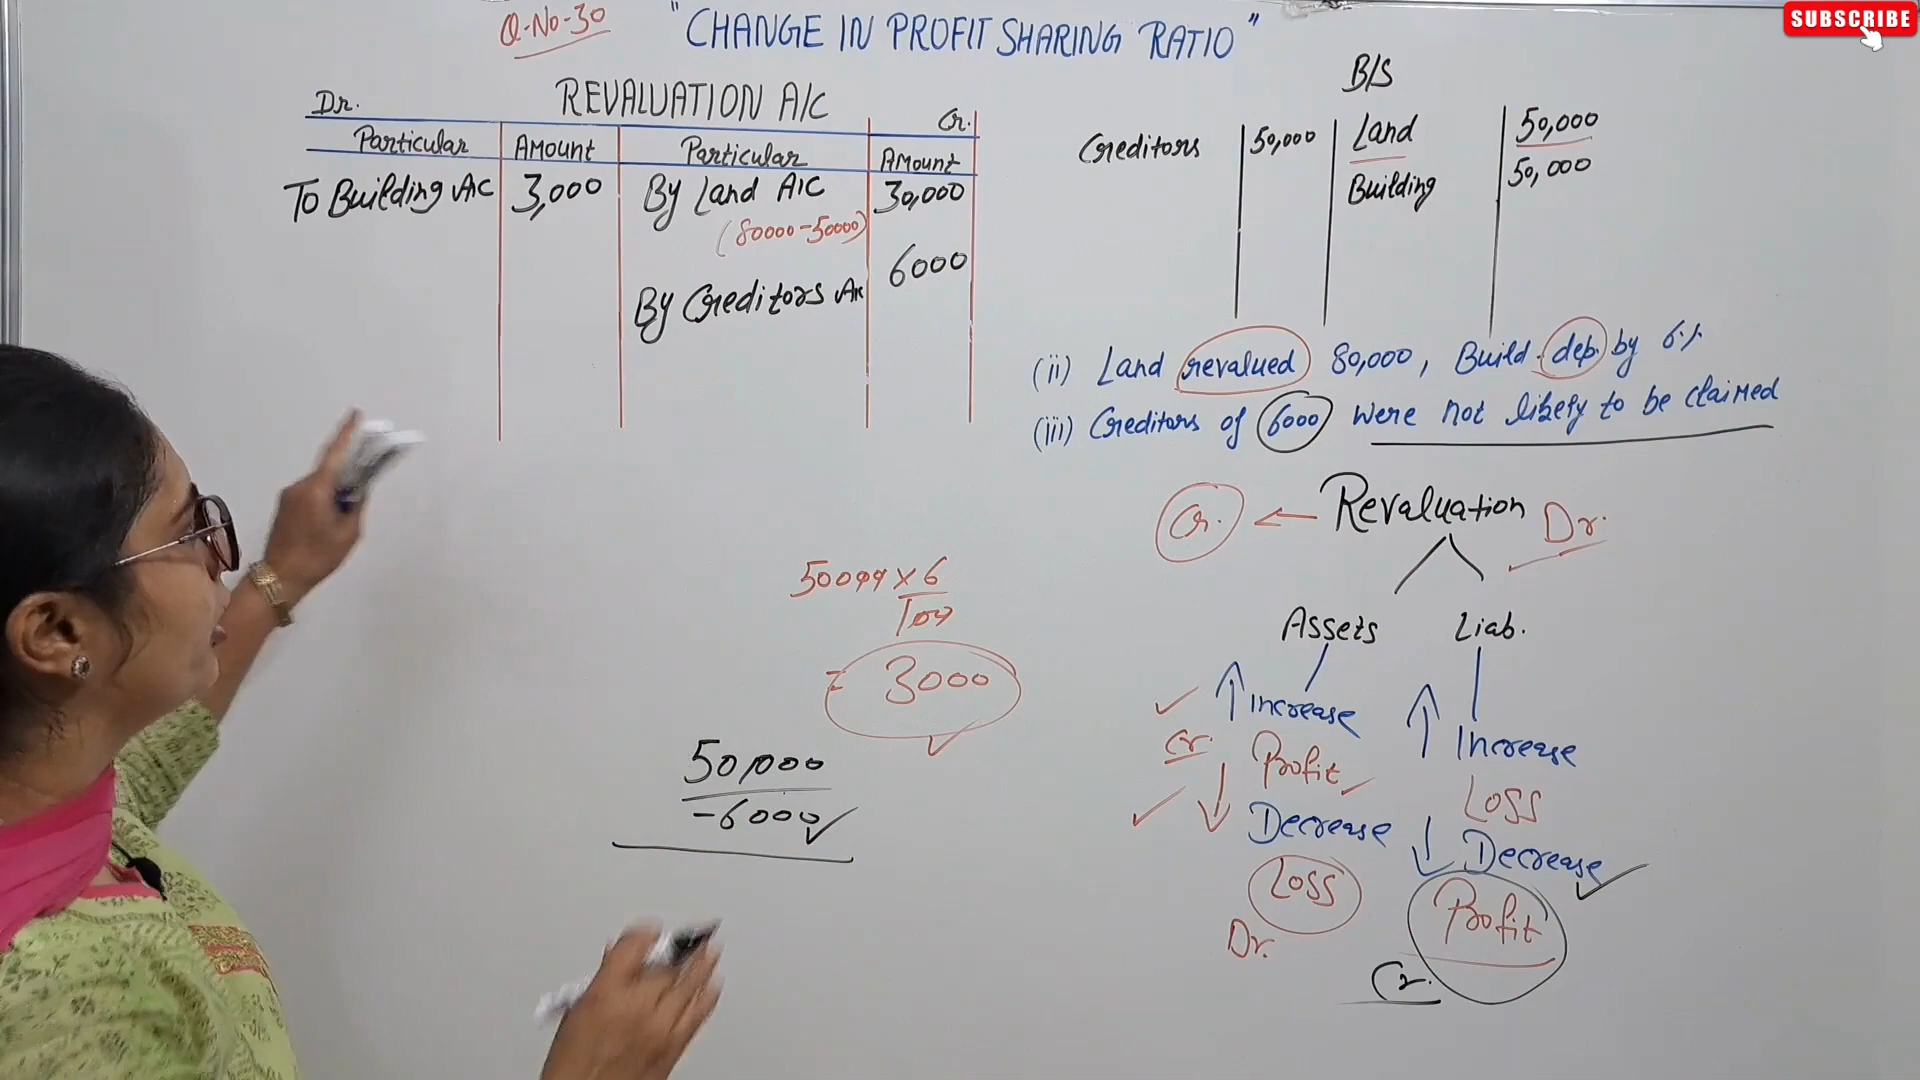 SUBSCRIBE
Q.No-30 "CHANGE IN PROFIT SHARING RATIO"
Dr. REVALUATION A/C Cr.
Particular AMount Particular AMount
To Building A/C 3,000 By Land A/C 30,000
(80000-50000)
By Creditors A/c 6000
B/S
Creditors 50,000 Land 50,000
Building 50,000
(ii) Land revalued 80,000, Build. dep. by 6%
(iii) Creditors of 6000 were not likely to be claimed
Cr. ← Revaluation Dr.
Assets Liab.
↑ Increase ↑ Increase
Cr. Profit Loss
↓ Decrease ↓ Decrease
Loss Profit
Dr. Cr.
50000 x 6
100
= 3000
50,000
-6000